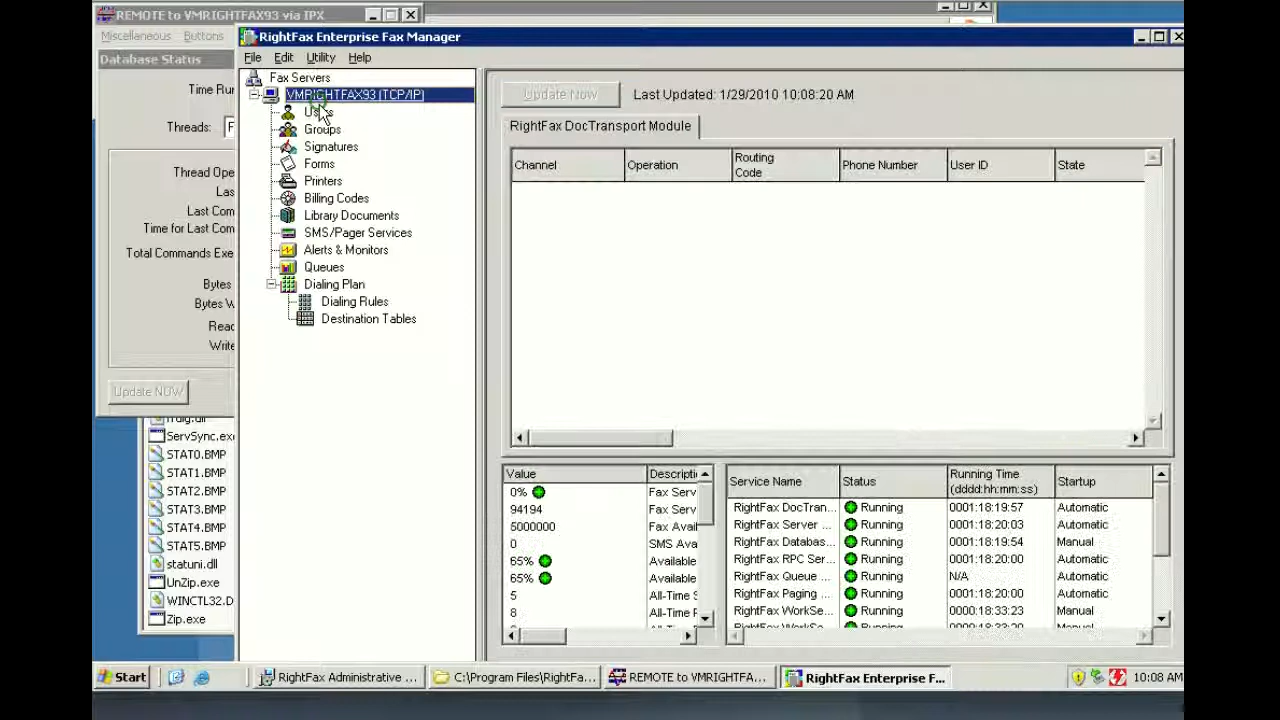 REMOTE to VMRIGHTFAX93 via IPX
Miscellaneous Buttons
Database Status
Time Ru
Threads:
Thread Ope
Las
Last Com
Time for Last Com
Total Commands Exe
Bytes
Bytes W
Read
Write
Update NOW
ServSync.exe
STAT0.BMP
STAT1.BMP
STAT2.BMP
STAT3.BMP
STAT4.BMP
STAT5.BMP
statuni.dll
UnZip.exe
WINCTL32.D
Zip.exe
RightFax Enterprise Fax Manager
File Edit Utility Help
Fax Servers
VMRIGHTFAX93 (TCP/IP)
Groups
Signatures
Forms
Printers
Billing Codes
Library Documents
SMS/Pager Services
Alerts & Monitors
Queues
Dialing Plan
Dialing Rules
Destination Tables
Update Now Last Updated: 1/29/2010 10:08:20 AM
RightFax DocTransport Module
Channel Operation Routing Code Phone Number User ID State
Value Descripti
0% Fax Serv
94194 Fax Serv
5000000 Fax Avai
0 SMS Ava
65% Available
65% Available
5 All-Time S
8 All-Time F
Service Name Status Running Time (dddd:hh:mm:ss) Startup
RightFax DocTran... Running 0001:18:19:57 Automatic
RightFax Server ... Running 0001:18:20:03 Automatic
RightFax Databas... Running 0001:18:19:54 Manual
RightFax RPC Ser... Running 0001:18:20:00 Automatic
RightFax Queue ... Running N/A Automatic
RightFax Paging ... Running 0001:18:20:00 Automatic
RightFax WorkSe... Running 0000:18:33:23 Manual
RightFax WorkSe... Running 0000:18:33:20 Manual
Start RightFax Administrative ... C:\Program Files\RightFa... REMOTE to VMRIGHTFA... RightFax Enterprise F... 10:08 AM